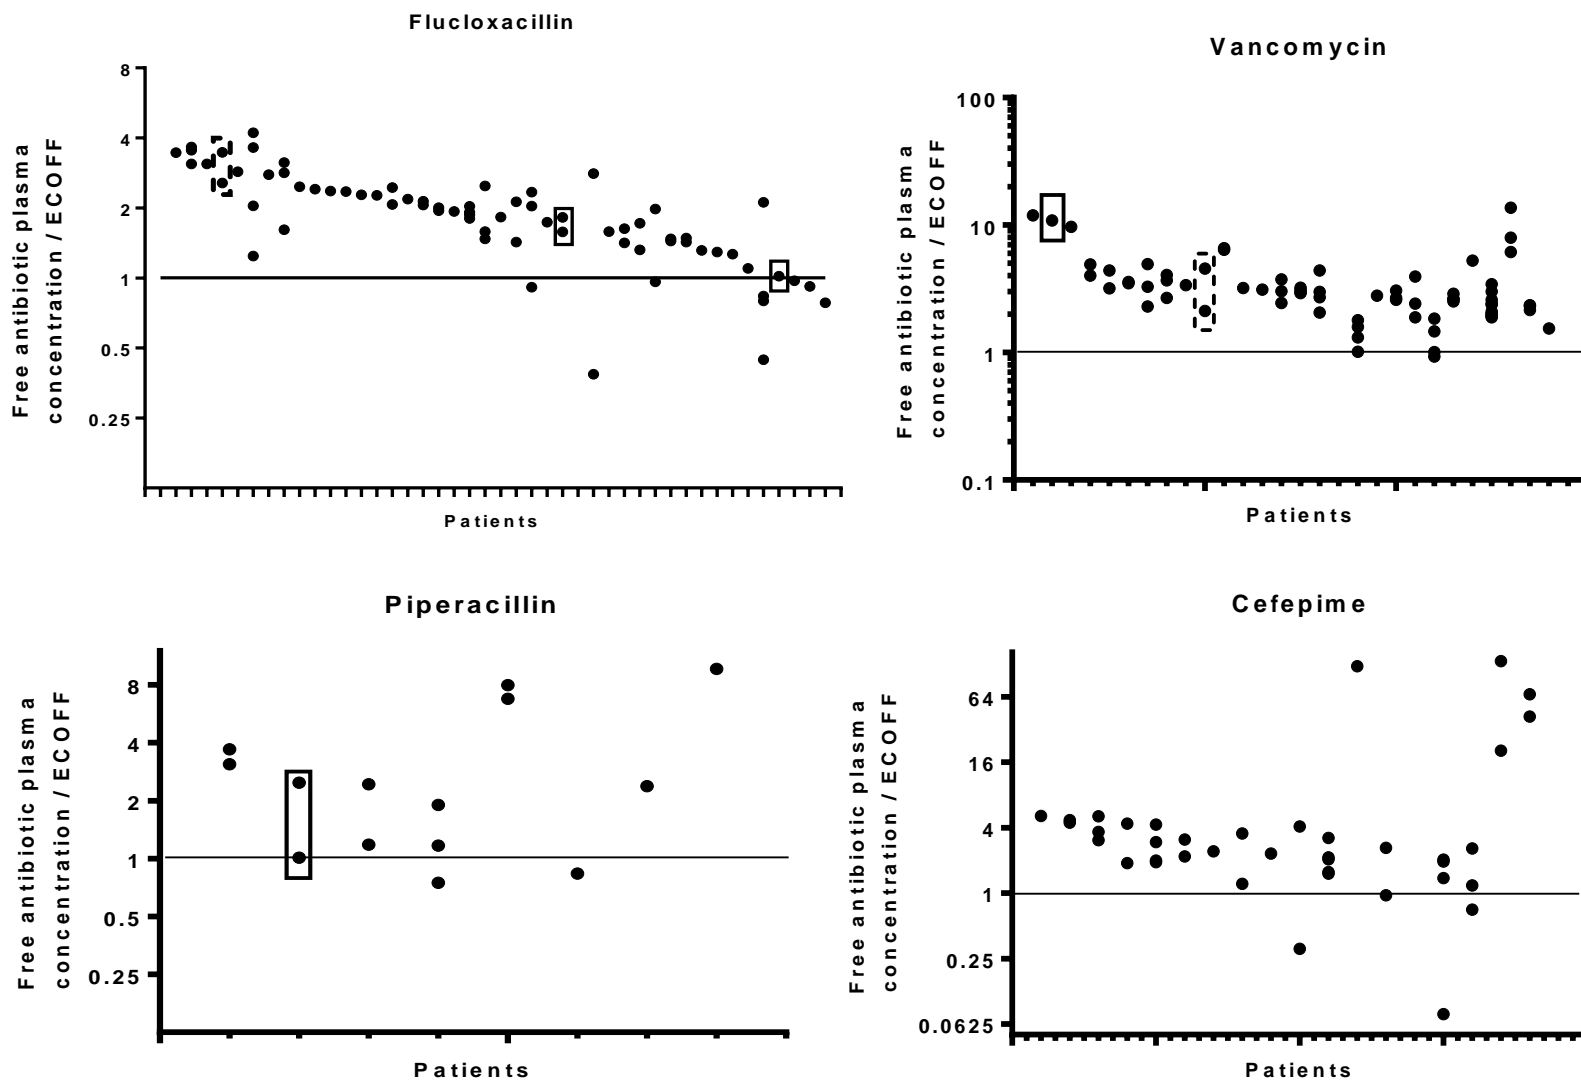 Flucloxacillin
Free antibiotic plasma
concentration / ECOFF
8
4
2
1
0.5
0.25
Patients
Vancomycin
Free antibiotic plasma
concentration / ECOFF
100
10
1
0.1
Patients
Piperacillin
Free antibiotic plasma
concentration / ECOFF
8
4
2
1
0.5
0.25
Patients
Cefepime
Free antibiotic plasma
concentration / ECOFF
64
16
4
1
0.25
0.0625
Patients